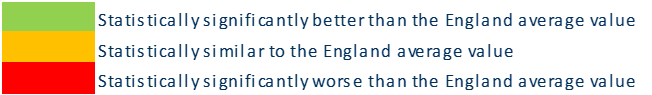 Statistically significantly better than the England average value
Statistically similar to the England average value
Statistically significantly worse than the England average value